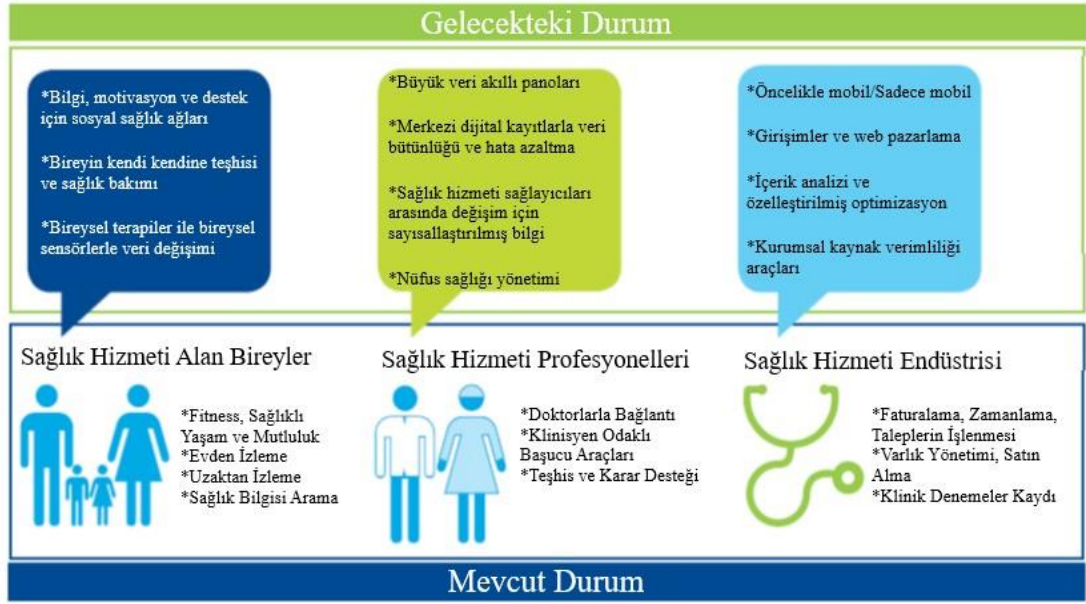 Gelecekteki Durum
*Bilgi, motivasyon ve destek
için sosyal sağlık ağları
*Bireyin kendi kendine teşhisi
ve sağlık bakımı
*Bireysel terapiler ile bireysel
sensörlerle veri değişimi
*Büyük veri akıllı panoları
*Merkezi dijital kayıtlarla veri
bütünlüğü ve hata azaltma
*Sağlık hizmeti sağlayıcıları
arasında değişim için
sayısallaştırılmış bilgi
*Nüfus sağlığı yönetimi
*Öncelikle mobil/Sadece mobil
*Girişimler ve web pazarlama
*İçerik analizi ve
özelleştirilmiş optimizasyon
*Kurumsal kaynak verimliliği
araçları
Sağlık Hizmeti Alan Bireyler
*Fitness, Sağlıklı
Yaşam ve Mutluluk
*Evden İzleme
*Uzaktan İzleme
*Sağlık Bilgisi Arama
Sağlık Hizmeti Profesyonelleri
*Doktorlarla Bağlantı
*Klinisyen Odaklı
Başucu Araçları
*Teşhis ve Karar Desteği
Sağlık Hizmeti Endüstrisi
*Faturalama, Zamanlama,
Taleplerin İşlenmesi
*Varlık Yönetimi, Satın
Alma
*Klinik Denemeler Kaydı
Mevcut Durum